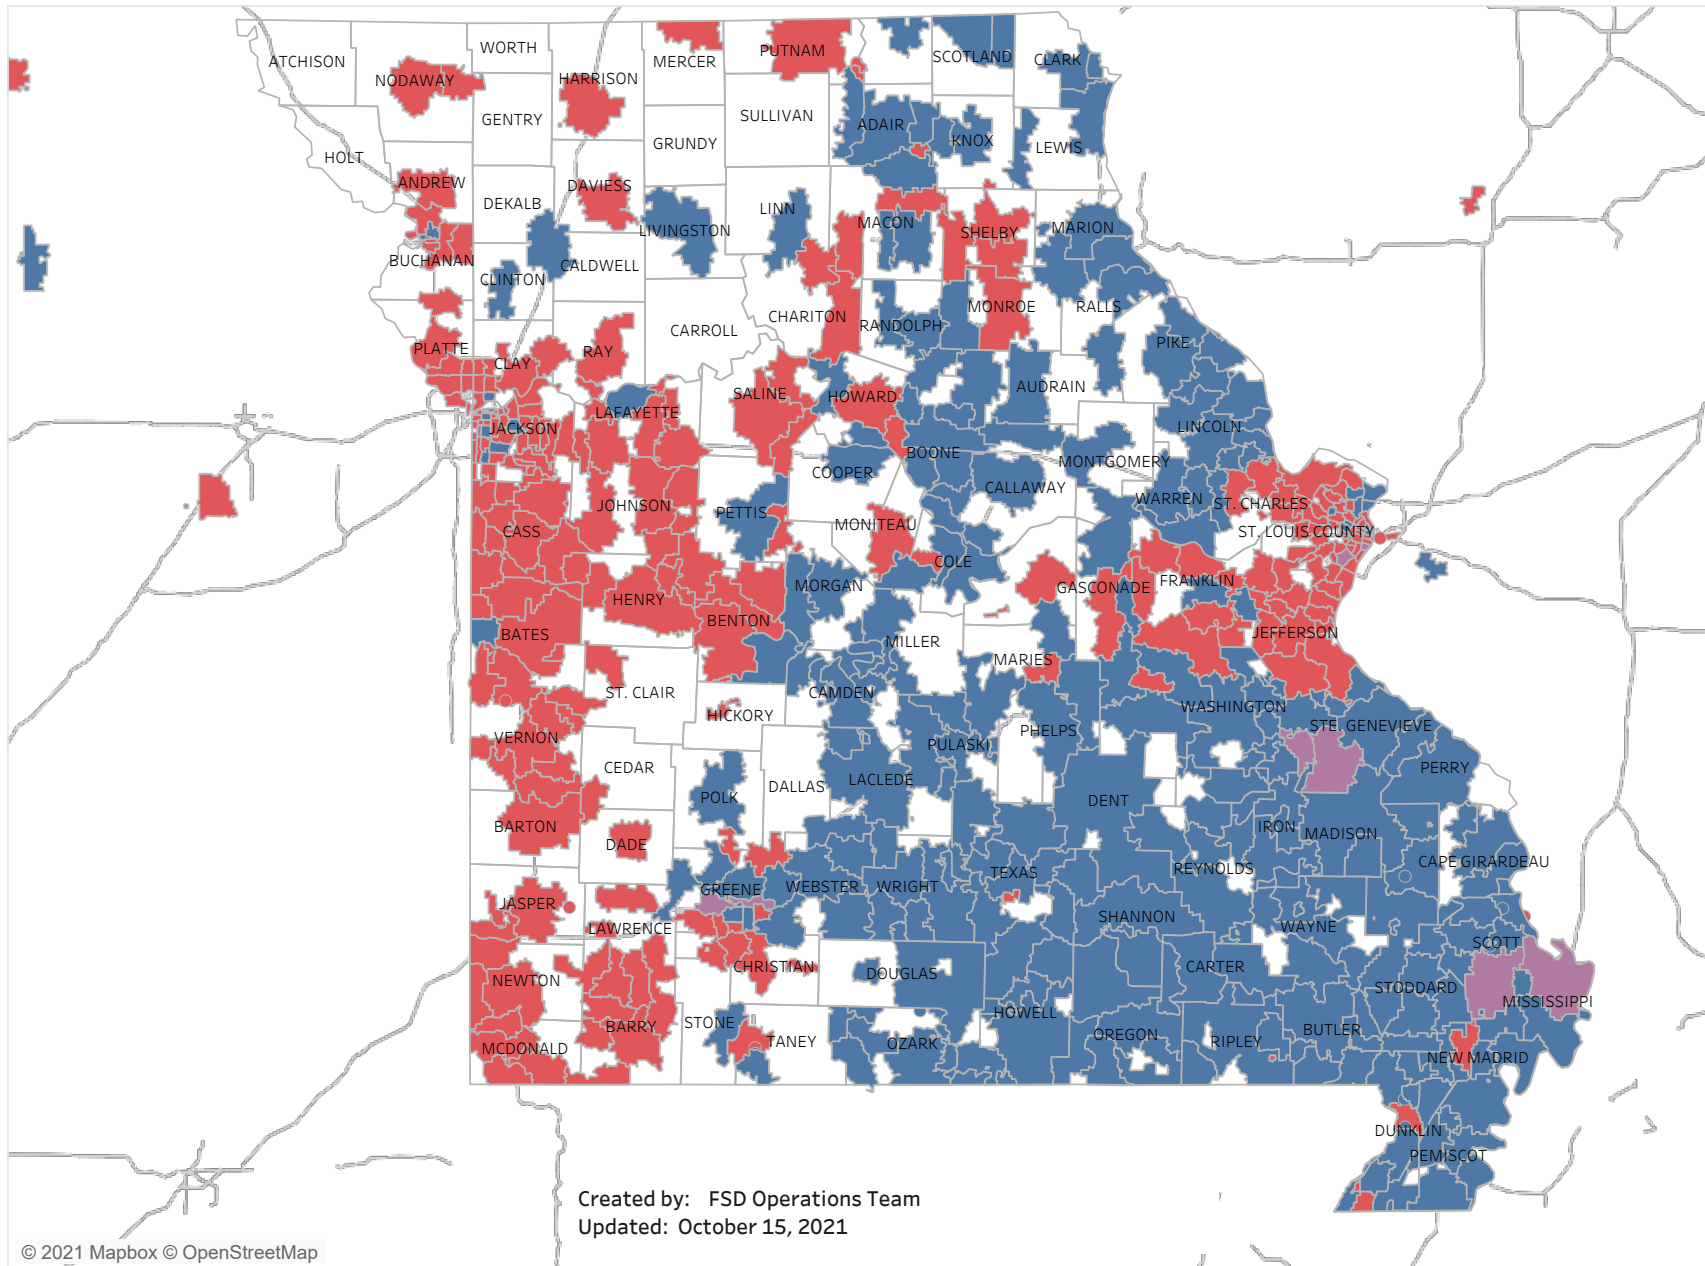 ATCHISON
WORTH
NODAWAY
HARRISON
MERCER
PUTNAM
SCOTLAND
CLARK
GENTRY
SULLIVAN
ADAIR
KNOX
LEWIS
HOLT
GRUNDY
ANDREW
DEKALB
DAVIESS
LIVINGSTON
LINN
MACON
SHELBY
MARION
BUCHANAN
CLINTON
CALDWELL
CHARITON
RANDOLPH
MONROE
RALLS
CARROLL
PLATTE
CLAY
RAY
PIKE
AUDRAIN
SALINE
HOWARD
LAFAYETTE
JACKSON
LINCOLN
BOONE
COOPER
MONTGOMERY
CALLAWAY
WARREN
ST. CHARLES
JOHNSON
PETTIS
MONITEAU
CASS
ST. LOUIS COUNTY
COLE
MORGAN
GASCONADE
FRANKLIN
HENRY
BENTON
BATES
MILLER
JEFFERSON
MARIES
ST. CLAIR
CAMDEN
HICKORY
WASHINGTON
STE. GENEVIEVE
VERNON
PULASKI
PHELPS
CEDAR
DALLAS
LACLEDE
PERRY
POLK
DENT
BARTON
DADE
IRON
MADISON
TEXAS
REYNOLDS
CAPE GIRARDEAU
GREENE
WEBSTER
WRIGHT
JASPER
LAWRENCE
SHANNON
WAYNE
SCOTT
CHRISTIAN
DOUGLAS
CARTER
NEWTON
STODDARD
MISSISSIPPI
BARRY
STONE
TANEY
OZARK
HOWELL
OREGON
RIPLEY
BUTLER
MCDONALD
NEW MADRID
DUNKLIN
PEMISCOT
Created by: FSD Operations Team
Updated: October 15, 2021
© 2021 Mapbox © OpenStreetMap